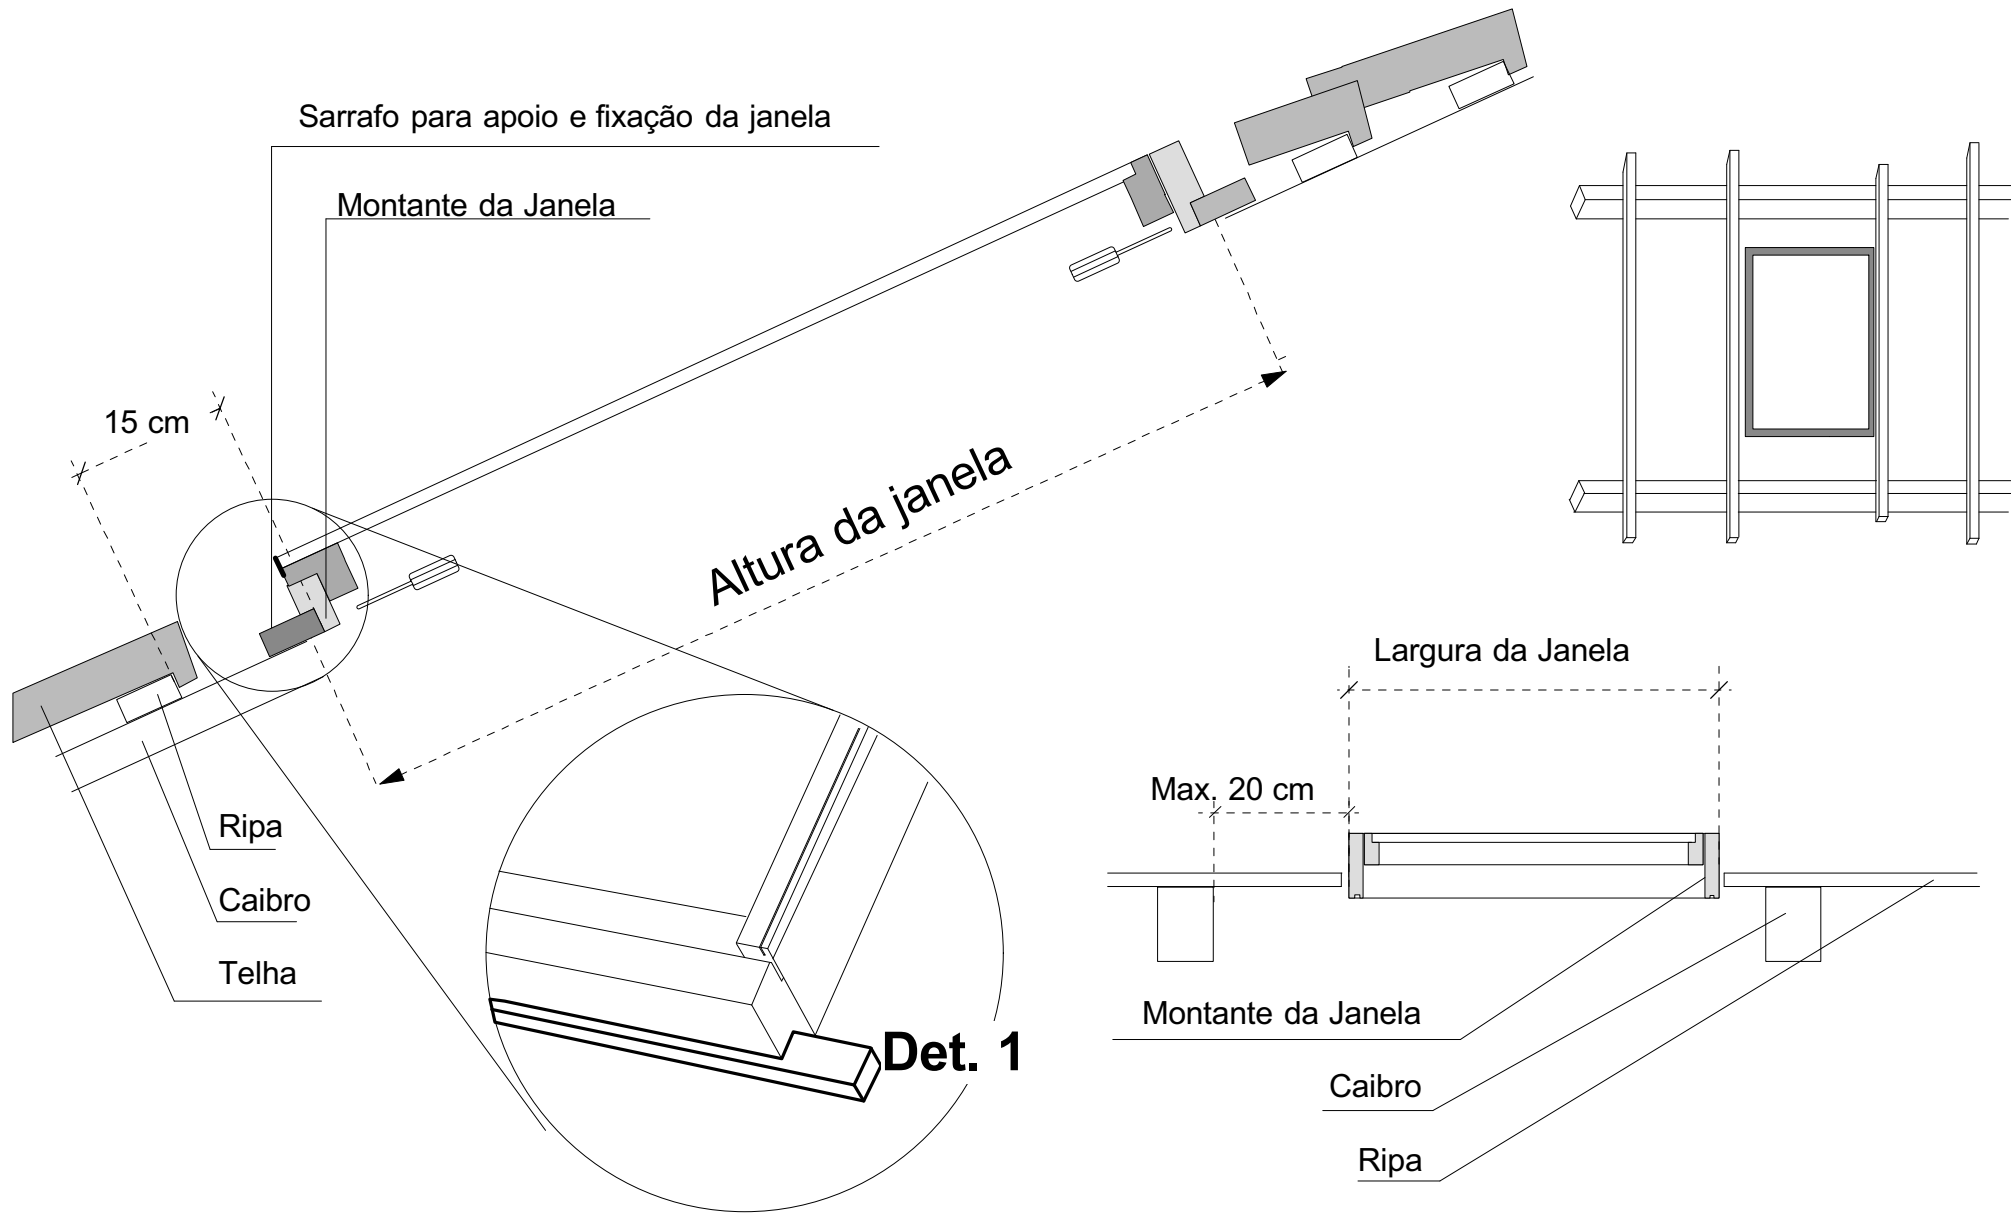 Sarrafo para apoio e fixação da janela
Montante da Janela
15 cm
Altura da janela
Ripa
Caibro
Telha
Det. 1
Largura da Janela
Max. 20 cm
Montante da Janela
Caibro
Ripa